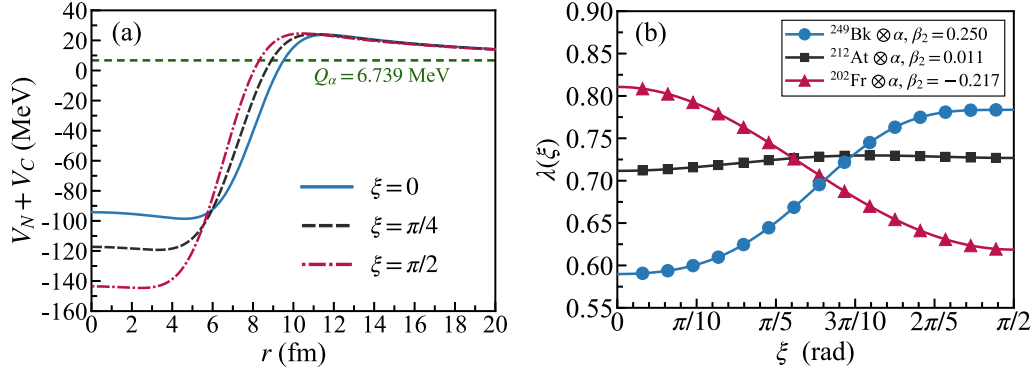 (a)
V_N + V_C (MeV)
40
20
0
−20
−40
−60
−80
−100
−120
−140
−160
Q_α = 6.739 MeV
ξ = 0
ξ = π/4
ξ = π/2
0 2 4 6 8 10 12 14 16 18 20
r (fm)
(b)
λ(ξ)
0.90
0.85
0.80
0.75
0.70
0.65
0.60
0.55
²⁴⁹Bk ⊗ α, β₂ = 0.250
²¹²At ⊗ α, β₂ = 0.011
²⁰²Fr ⊗ α, β₂ = −0.217
0 π/10 π/5 3π/10 2π/5 π/2
ξ (rad)